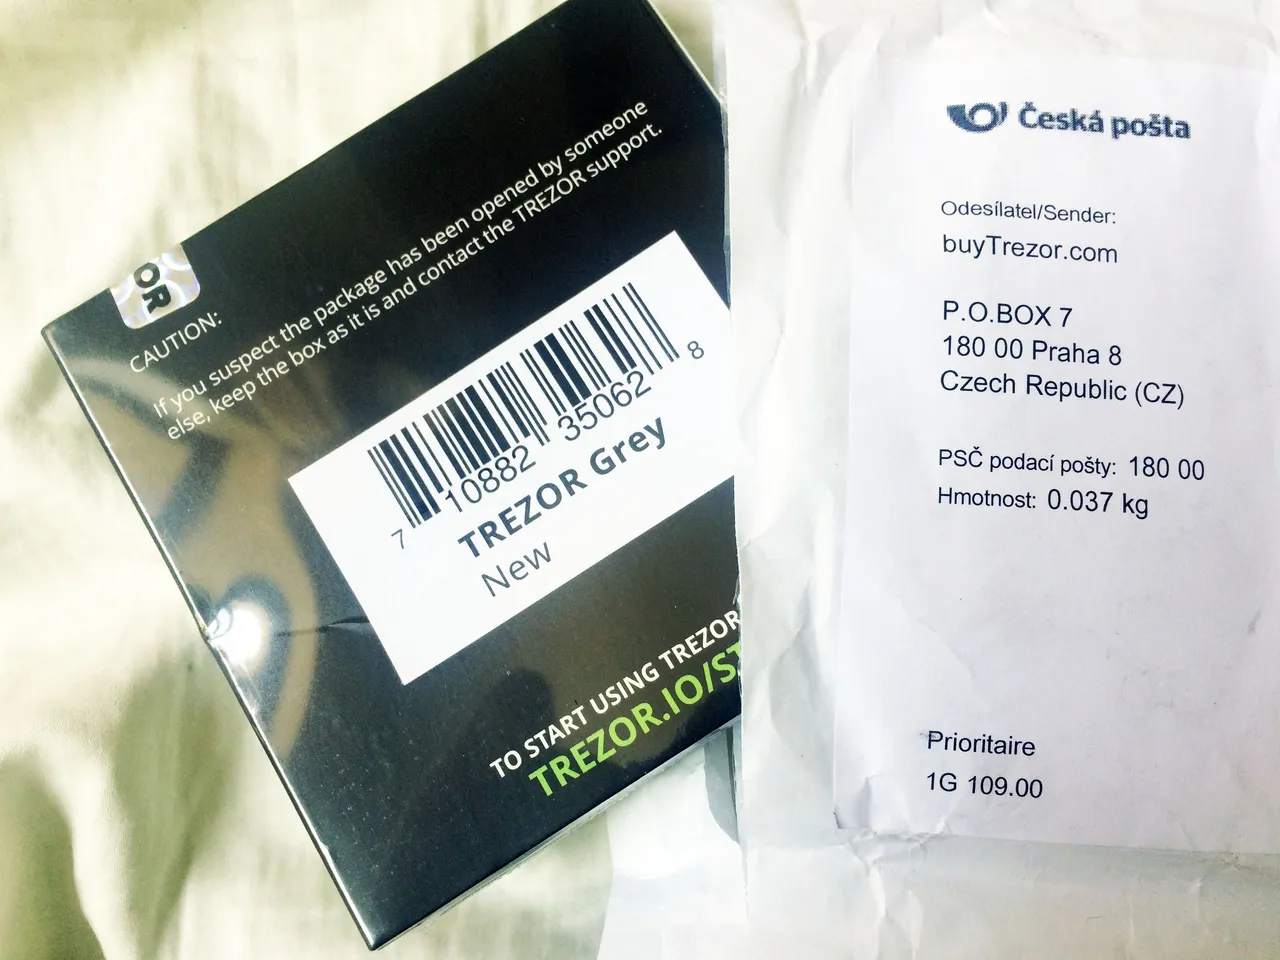 OR
CAUTION:
If you suspect the package has been opened by someone
else, keep the box as it is and contact the TREZOR support.
7 10882 35062 8
TREZOR Grey
New
TO START USING TREZOR
TREZOR.IO/ST
Česká pošta
Odesílatel/Sender:
buyTrezor.com
P.O.BOX 7
180 00 Praha 8
Czech Republic (CZ)
PSČ podací pošty: 180 00
Hmotnost: 0.037 kg
Prioritaire
1G 109.00